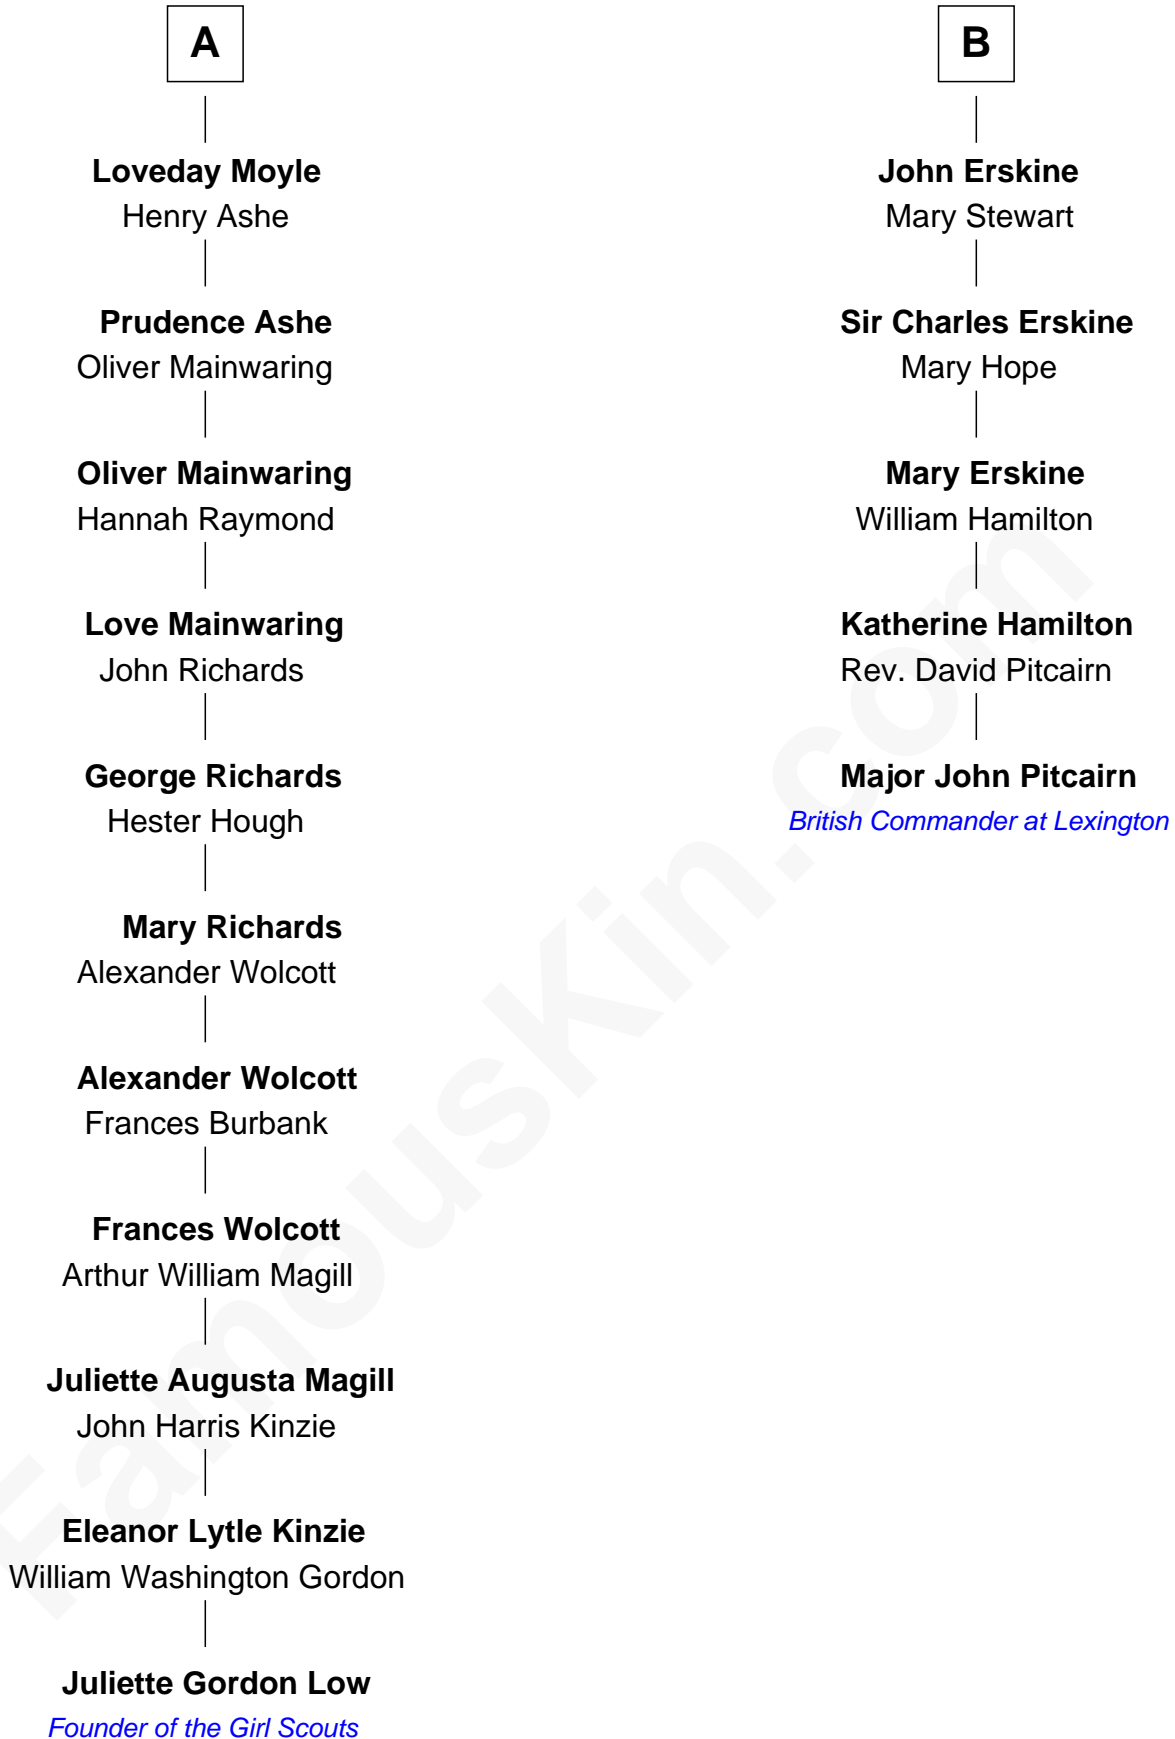 A
Loveday Moyle
Henry Ashe
Prudence Ashe
Oliver Mainwaring
Oliver Mainwaring
Hannah Raymond
Love Mainwaring
John Richards
George Richards
Hester Hough
Mary Richards
Alexander Wolcott
Alexander Wolcott
Frances Burbank
Frances Wolcott
Arthur William Magill
Juliette Augusta Magill
John Harris Kinzie
Eleanor Lytle Kinzie
William Washington Gordon
Juliette Gordon Low
Founder of the Girl Scouts
B
John Erskine
Mary Stewart
Sir Charles Erskine
Mary Hope
Mary Erskine
William Hamilton
Katherine Hamilton
Rev. David Pitcairn
Major John Pitcairn
British Commander at Lexington
FamousKin.com